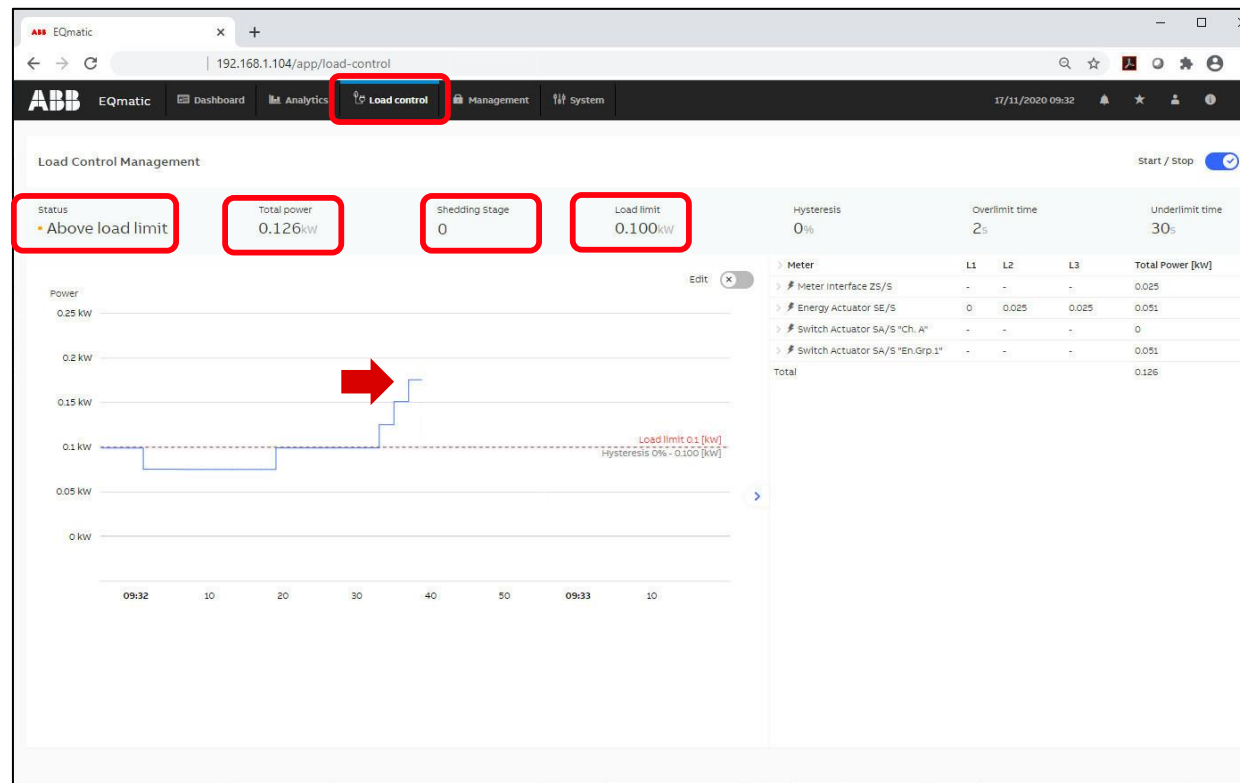 ABB EQmatic
192.168.1.104/app/load-control
ABB EQmatic Dashboard Analytics Load control Management System 17/11/2020 09:32
Load Control Management Start / Stop
Status Total power Shedding Stage Load limit Hysteresis Overlimit time Underlimit time
Above load limit 0.126kW 0 0.100kW 0% 2s 30s
Edit
Power
0.25 kW
0.2 kW
0.15 kW
0.1 kW
0.05 kW
0 kW
Load limit 0.1 [kW]
Hysteresis 0% - 0.100 [kW]
09:32 10 20 30 40 50 09:33 10
Meter L1 L2 L3 Total Power [kW]
Meter Interface ZS/S - - - 0.025
Energy Actuator SE/S 0 0.025 0.025 0.051
Switch Actuator SA/S "Ch. A" - - - 0
Switch Actuator SA/S "En.Grp.1" - - - 0.051
Total 0.126